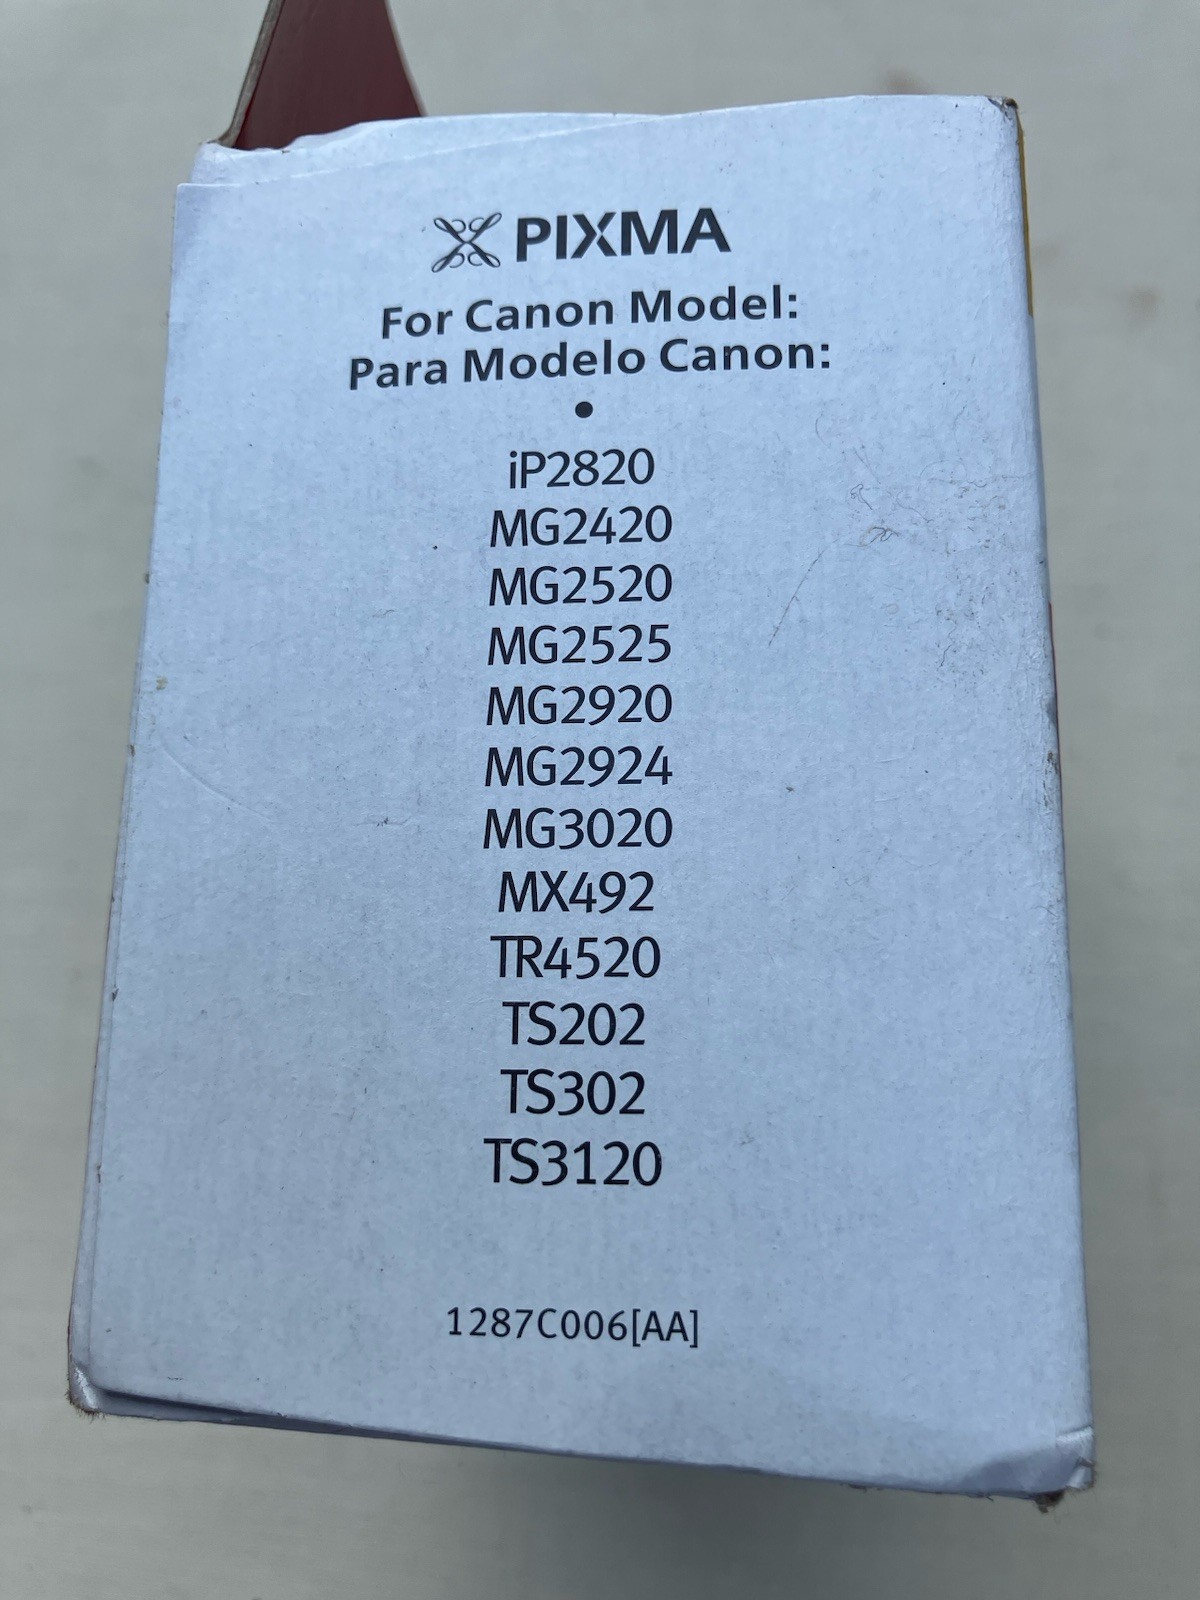 PIXMA
For Canon Model:
Para Modelo Canon:
•
iP2820
MG2420
MG2520
MG2525
MG2920
MG2924
MG3020
MX492
TR4520
TS202
TS302
TS3120
1287C006[AA]